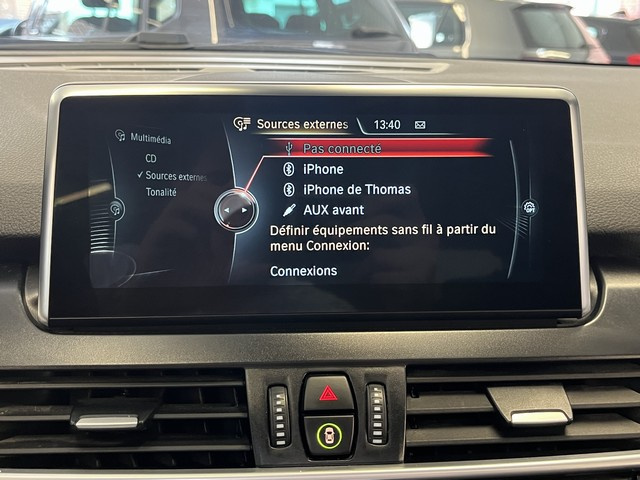 Sources externes
13:40
Multimédia
CD
Sources externes
Tonalité
Pas connecté
iPhone
iPhone de Thomas
AUX avant
Définir équipements sans fil à partir du
menu Connexion:
Connexions
OPT